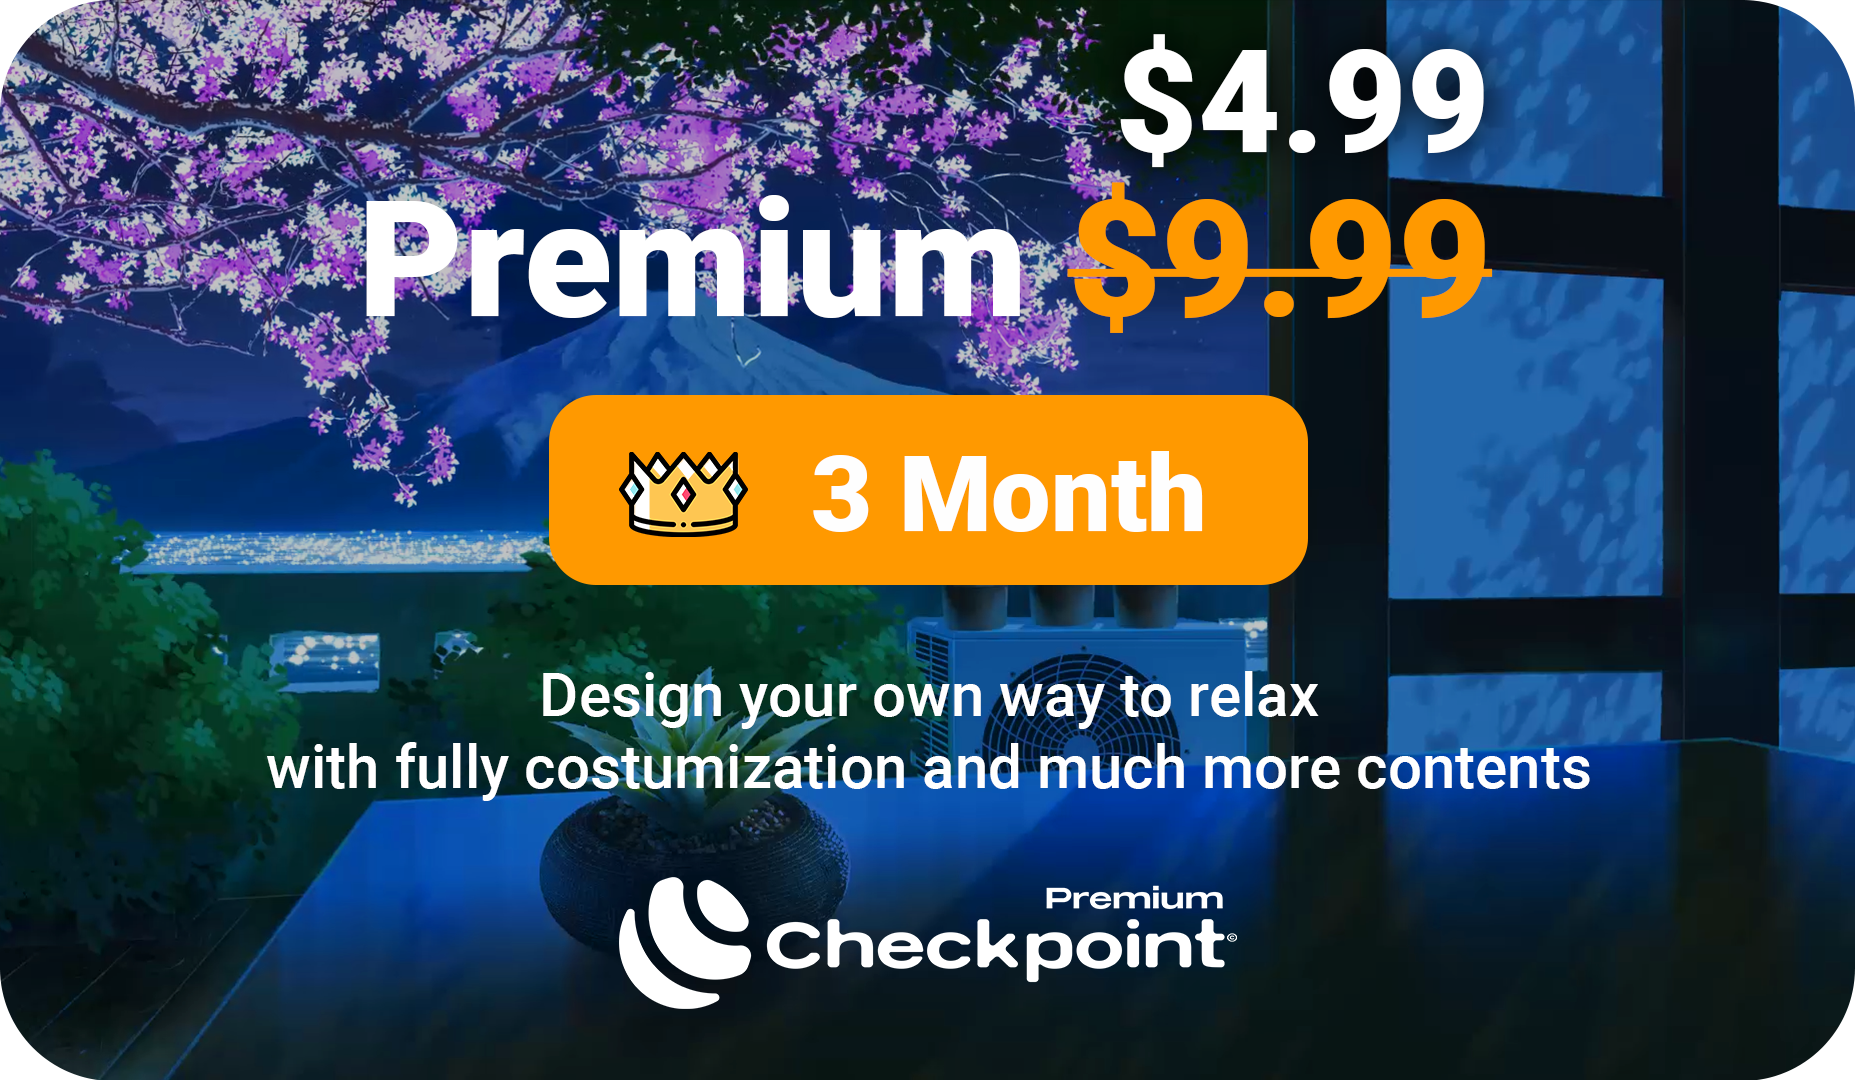 $4.99
Premium $9.99
3 Month
Design your own way to relax
with fully costumization and much more contents
Premium
Checkpoint©